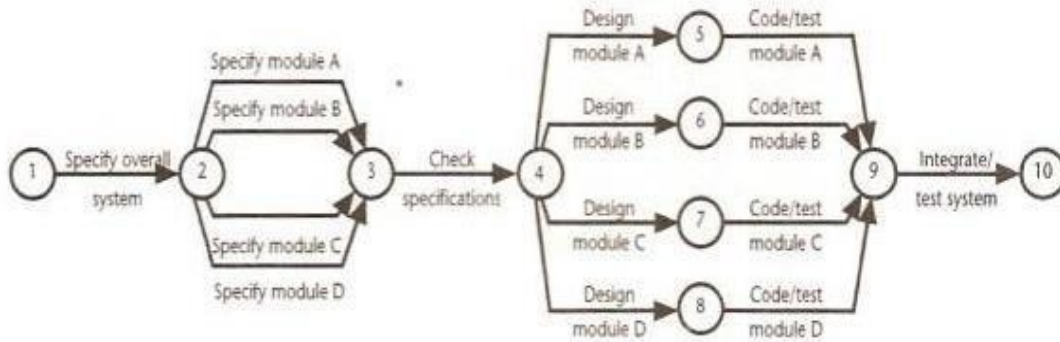 Design
module A
5
Code/test
module A
Specify module A
Specify module B
Design
module B
6
Code/test
module B
1
Specify overall
system
2
3
Check
specifications
4
9
Integrate/
test system
10
Specify module C
Specify module D
Design
module C
7
Code/test
module C
Design
module D
8
Code/test
module D